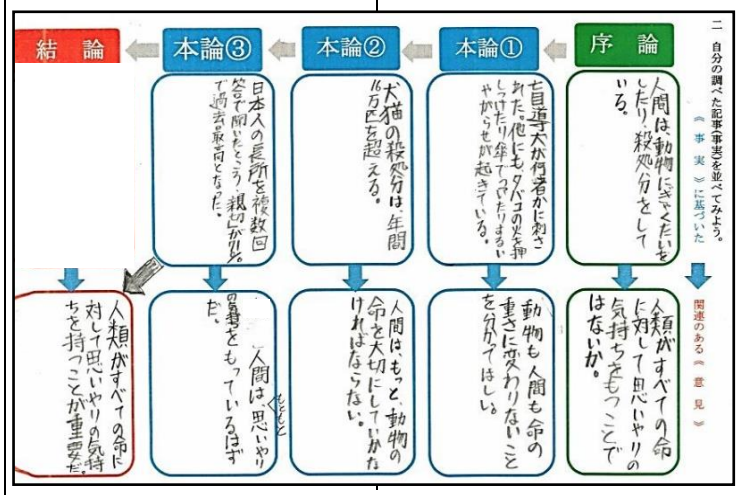 二 自分の調べた記事(事実)を並べてみよう。
《事実》に基づいた
関連のある《意見》
序論
人間は、動物にぎゃくたいを
したり、殺処分をして
いる。
人類がすべての命
に対して思いやりの
気持ちをもつことで
はないか。
本論①
盲導犬が何者かに刺さ
れた。他にもタバコの火を押
しつけたり傘でつついたりするい
やがらせが起きている。
動物も人間も命の
重さに変わりないこと
を分かってほしい。
本論②
犬猫の殺処分は、年間
16万匹を超える。
人間は、もっと、動物の
命を大切にしていかな
ければならない。
本論③
日本人の長所を複数回
答で聞いたところ、親切が
で過去最高となった。
人間は、もともと思いやり
をもっているはず
だ。
結論
人類がすべての命に
対して思いやりの気持
ちを持つことが重要だ。